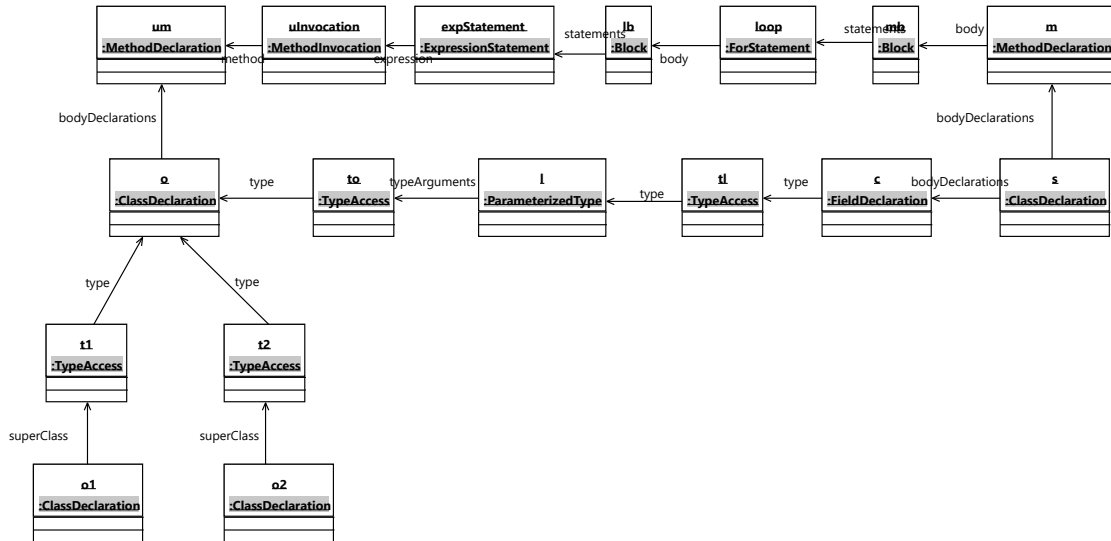 um
:MethodDeclaration
uInvocation
:MethodInvocation
expStatement
:ExpressionStatement
lb
:Block
loop
:ForStatement
mb
:Block
m
:MethodDeclaration
method
expression
statements
body
statements
body
bodyDeclarations
bodyDeclarations
o
:ClassDeclaration
type
to
:TypeAccess
typeArguments
l
:ParameterizedType
type
tl
:TypeAccess
type
c
:FieldDeclaration
bodyDeclarations
s
:ClassDeclaration
type
type
t1
:TypeAccess
t2
:TypeAccess
superClass
superClass
o1
:ClassDeclaration
o2
:ClassDeclaration